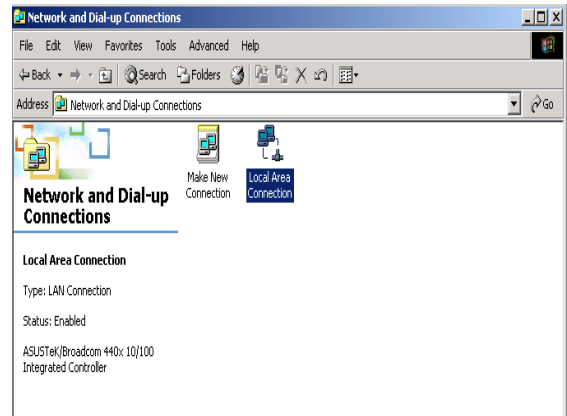 Network and Dial-up Connections
File Edit View Favorites Tools Advanced Help
Back Search Folders
Address Network and Dial-up Connections Go
Make New Connection
Local Area Connection
Network and Dial-up
Connections
Local Area Connection
Type: LAN Connection
Status: Enabled
ASUSTeK/Broadcom 440x 10/100
Integrated Controller